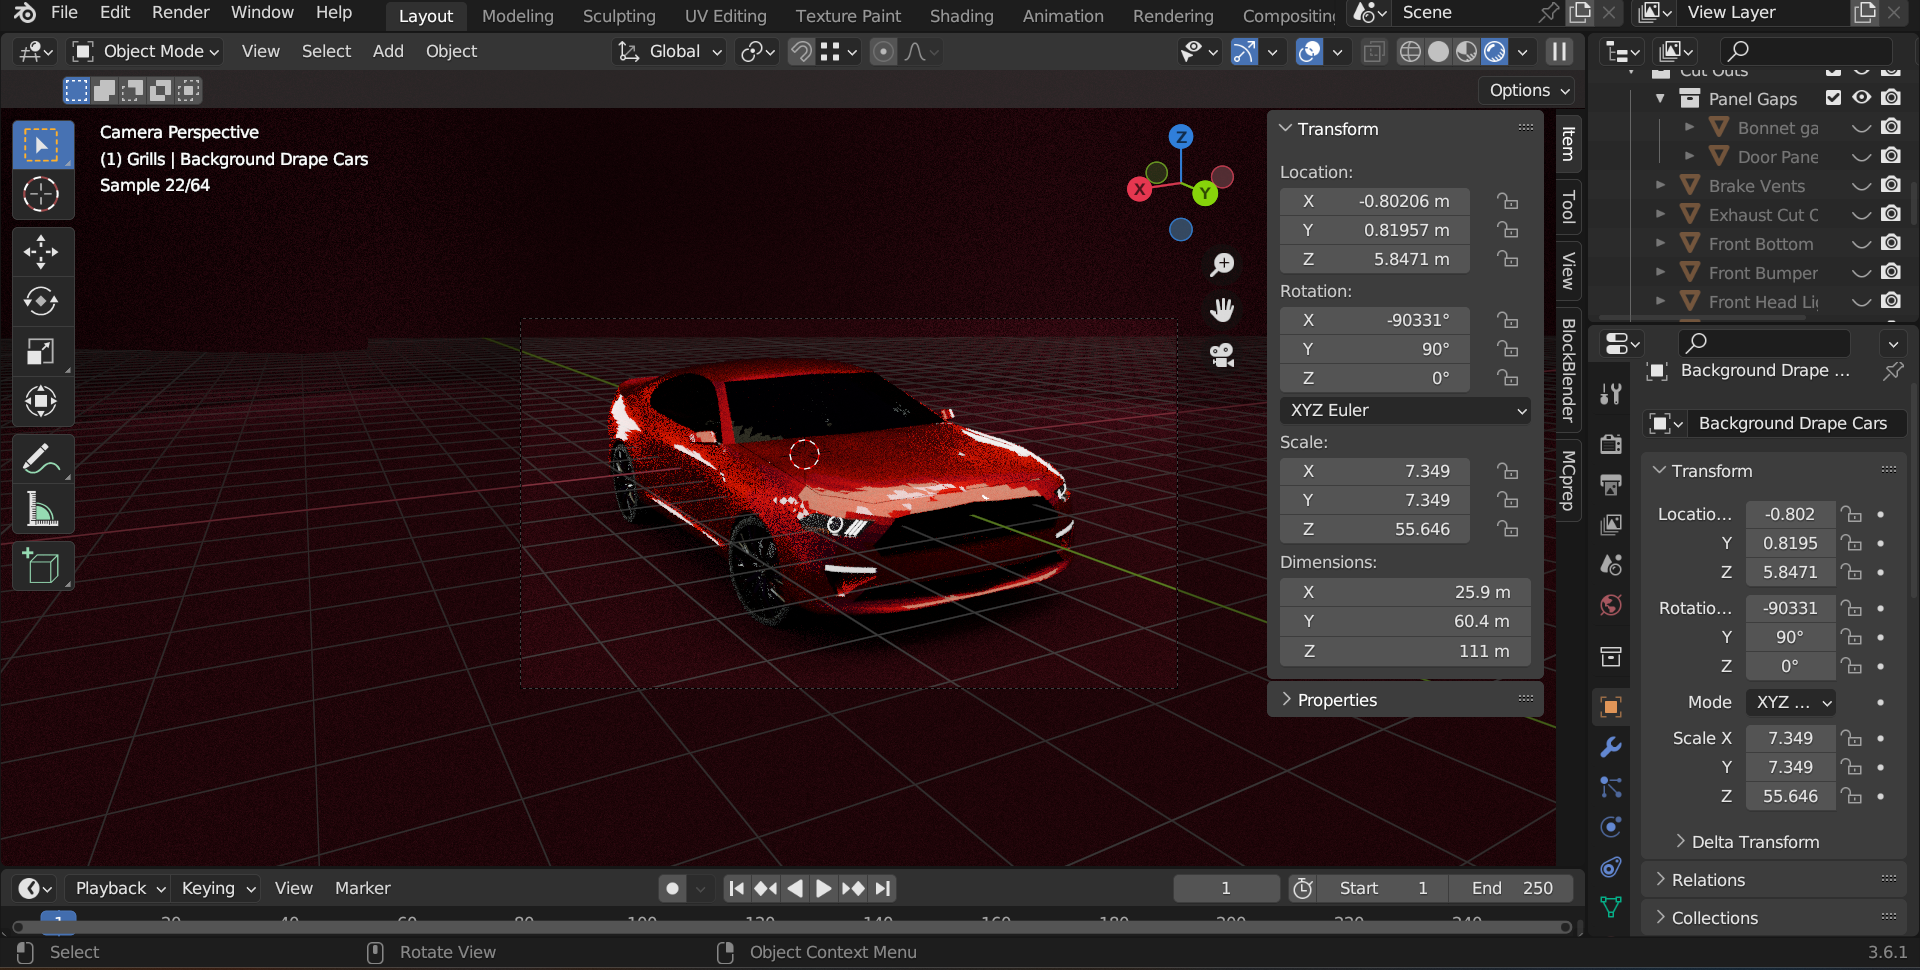 File Edit Render Window Help Layout Modeling Sculpting UV Editing Texture Paint Shading Animation Rendering Compositing Scene View Layer
Object Mode View Select Add Object Global
Options
Camera Perspective
(1) Grills | Background Drape Cars
Sample 22/64
Z
X
Y
Transform
Location:
X -0.80206 m
Y 0.81957 m
Z 5.8471 m
Rotation:
X -90331°
Y 90°
Z 0°
XYZ Euler
Scale:
X 7.349
Y 7.349
Z 55.646
Dimensions:
X 25.9 m
Y 60.4 m
Z 111 m
Properties
Item
Tool
View
BlockBlender
MCprep
Cut Outs
Panel Gaps
Bonnet ga
Door Pane
Brake Vents
Exhaust Cut C
Front Bottom
Front Bumper
Front Head Li
Background Drape ...
Background Drape Cars
Transform
Locatio... -0.802
Y 0.8195
Z 5.8471
Rotatio... -90331
Y 90°
Z 0°
Mode XYZ ...
Scale X 7.349
Y 7.349
Z 55.646
Delta Transform
Relations
Collections
Playback Keying View Marker 1 Start 1 End 250
1 20 40 60 80 100 120 140 160 180 200 220 240
Select Rotate View Object Context Menu 3.6.1